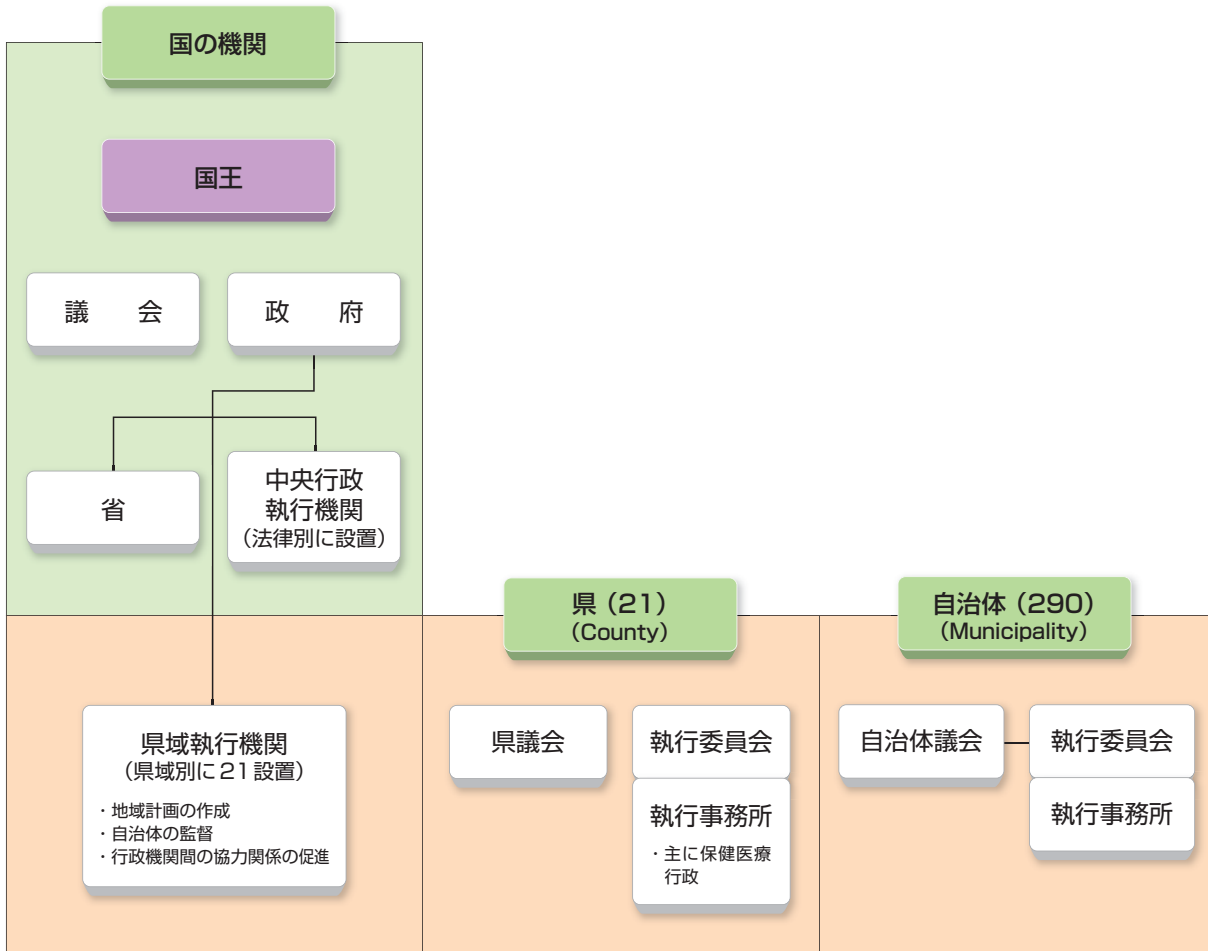 国の機関
国王
議　会
政　府
省
中央行政
執行機関
（法律別に設置）
県域執行機関
（県域別に21設置）
・地域計画の作成
・自治体の監督
・行政機関間の協力関係の促進
県（21）
（County）
県議会
執行委員会
執行事務所
・主に保健医療
行政
自治体（290）
（Municipality）
自治体議会
執行委員会
執行事務所